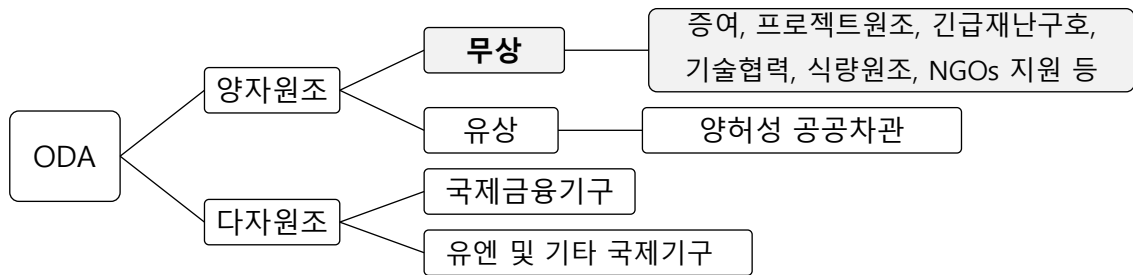 ODA
양자원조
무상
증여, 프로젝트원조, 긴급재난구호,
기술협력, 식량원조, NGOs 지원 등
유상
양허성 공공차관
다자원조
국제금융기구
유엔 및 기타 국제기구